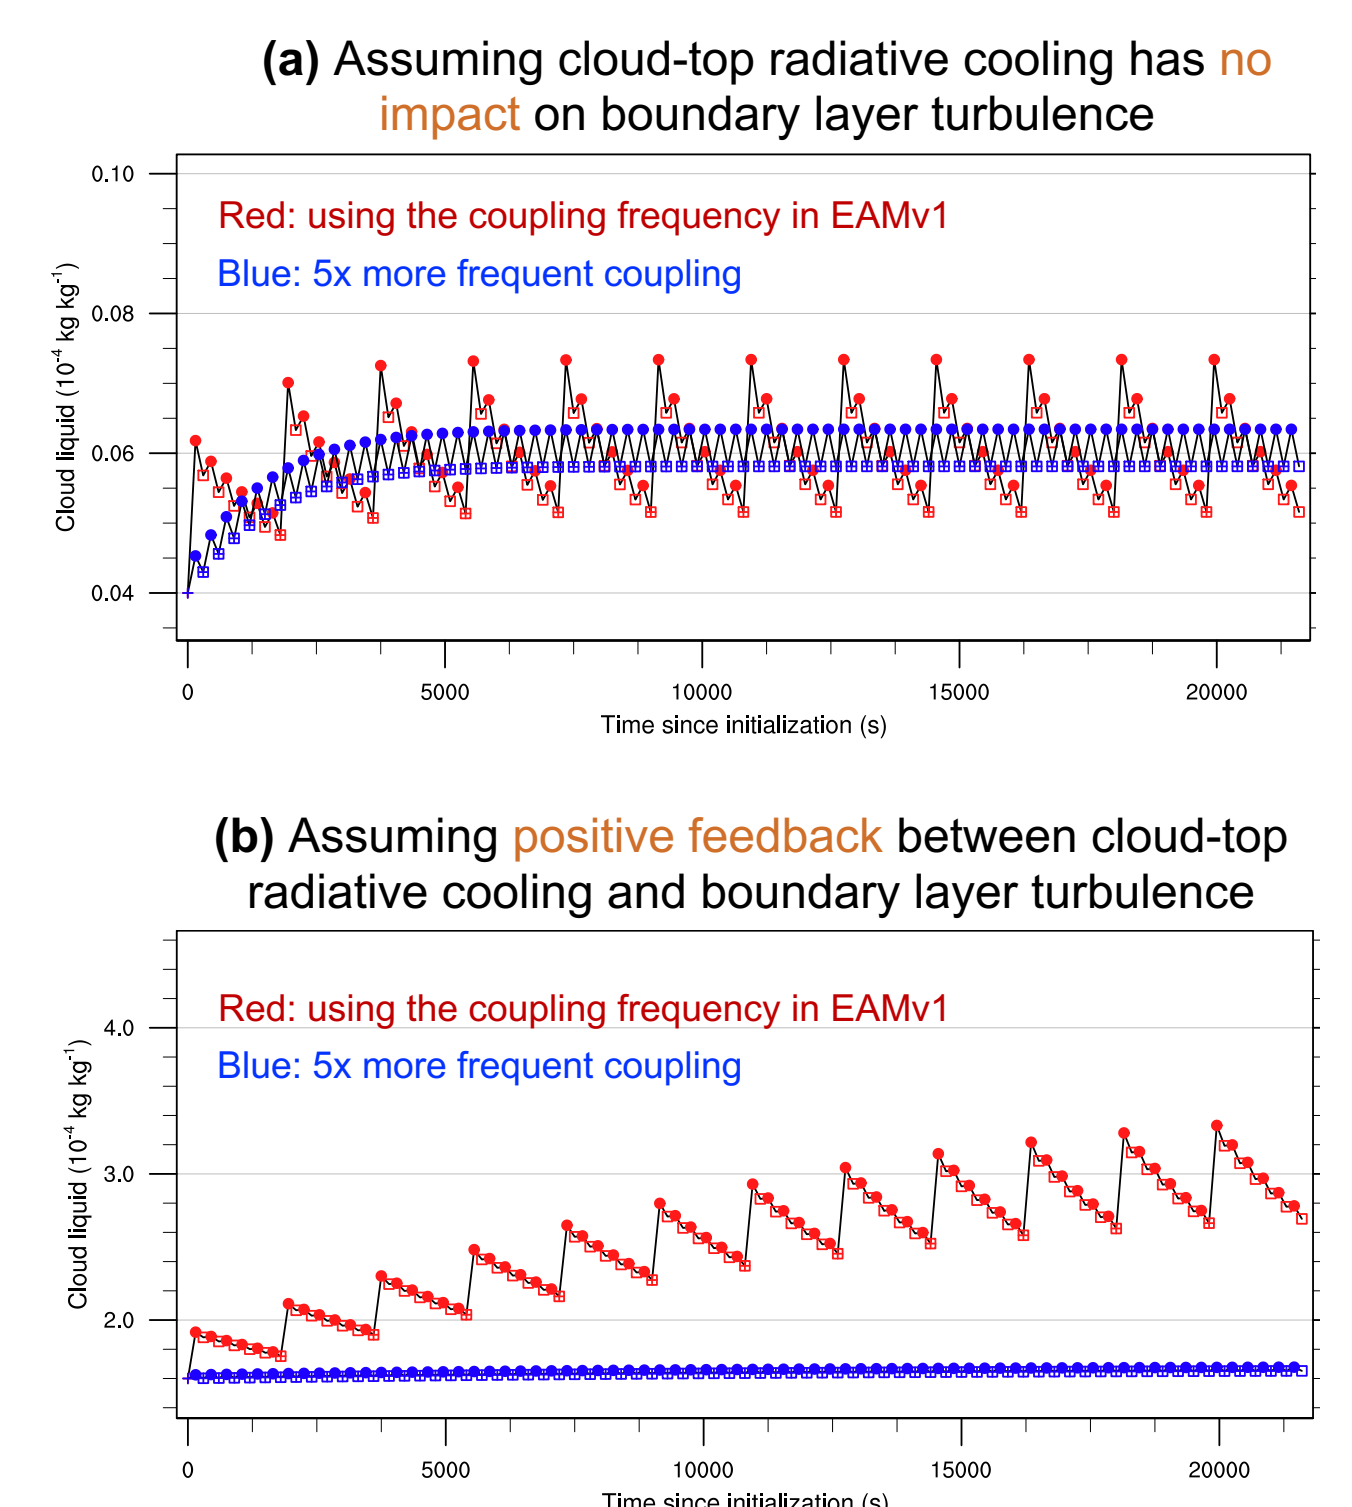 (a) Assuming cloud-top radiative cooling has no
impact on boundary layer turbulence
0.10
0.08
0.06
0.04
Cloud liquid (10⁻⁴ kg kg⁻¹)
Red: using the coupling frequency in EAMv1
Blue: 5x more frequent coupling
0 5000 10000 15000 20000
Time since initialization (s)
(b) Assuming positive feedback between cloud-top
radiative cooling and boundary layer turbulence
4.0
3.0
2.0
Cloud liquid (10⁻⁴ kg kg⁻¹)
Red: using the coupling frequency in EAMv1
Blue: 5x more frequent coupling
0 5000 10000 15000 20000
Time since initialization (s)